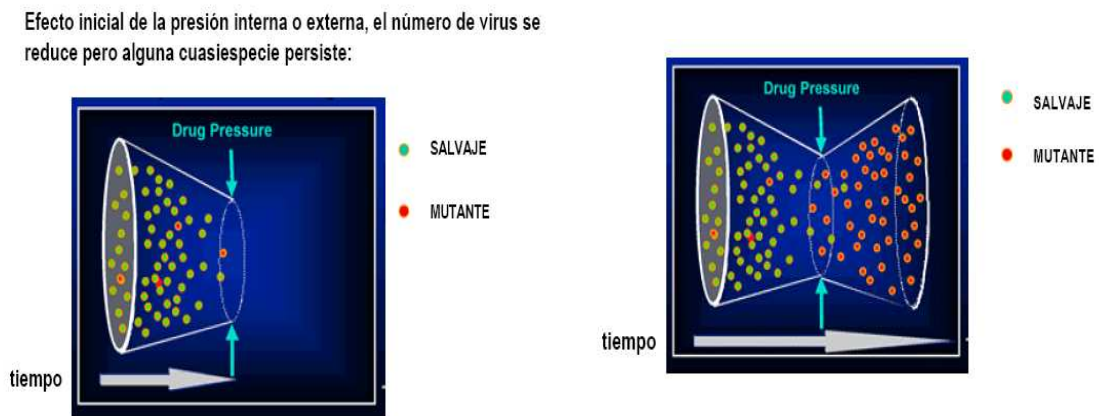 Efecto inicial de la presión interna o externa, el número de virus se
reduce pero alguna cuasiespecie persiste:
Drug Pressure
SALVAJE
MUTANTE
tiempo
Drug Pressure
SALVAJE
MUTANTE
tiempo